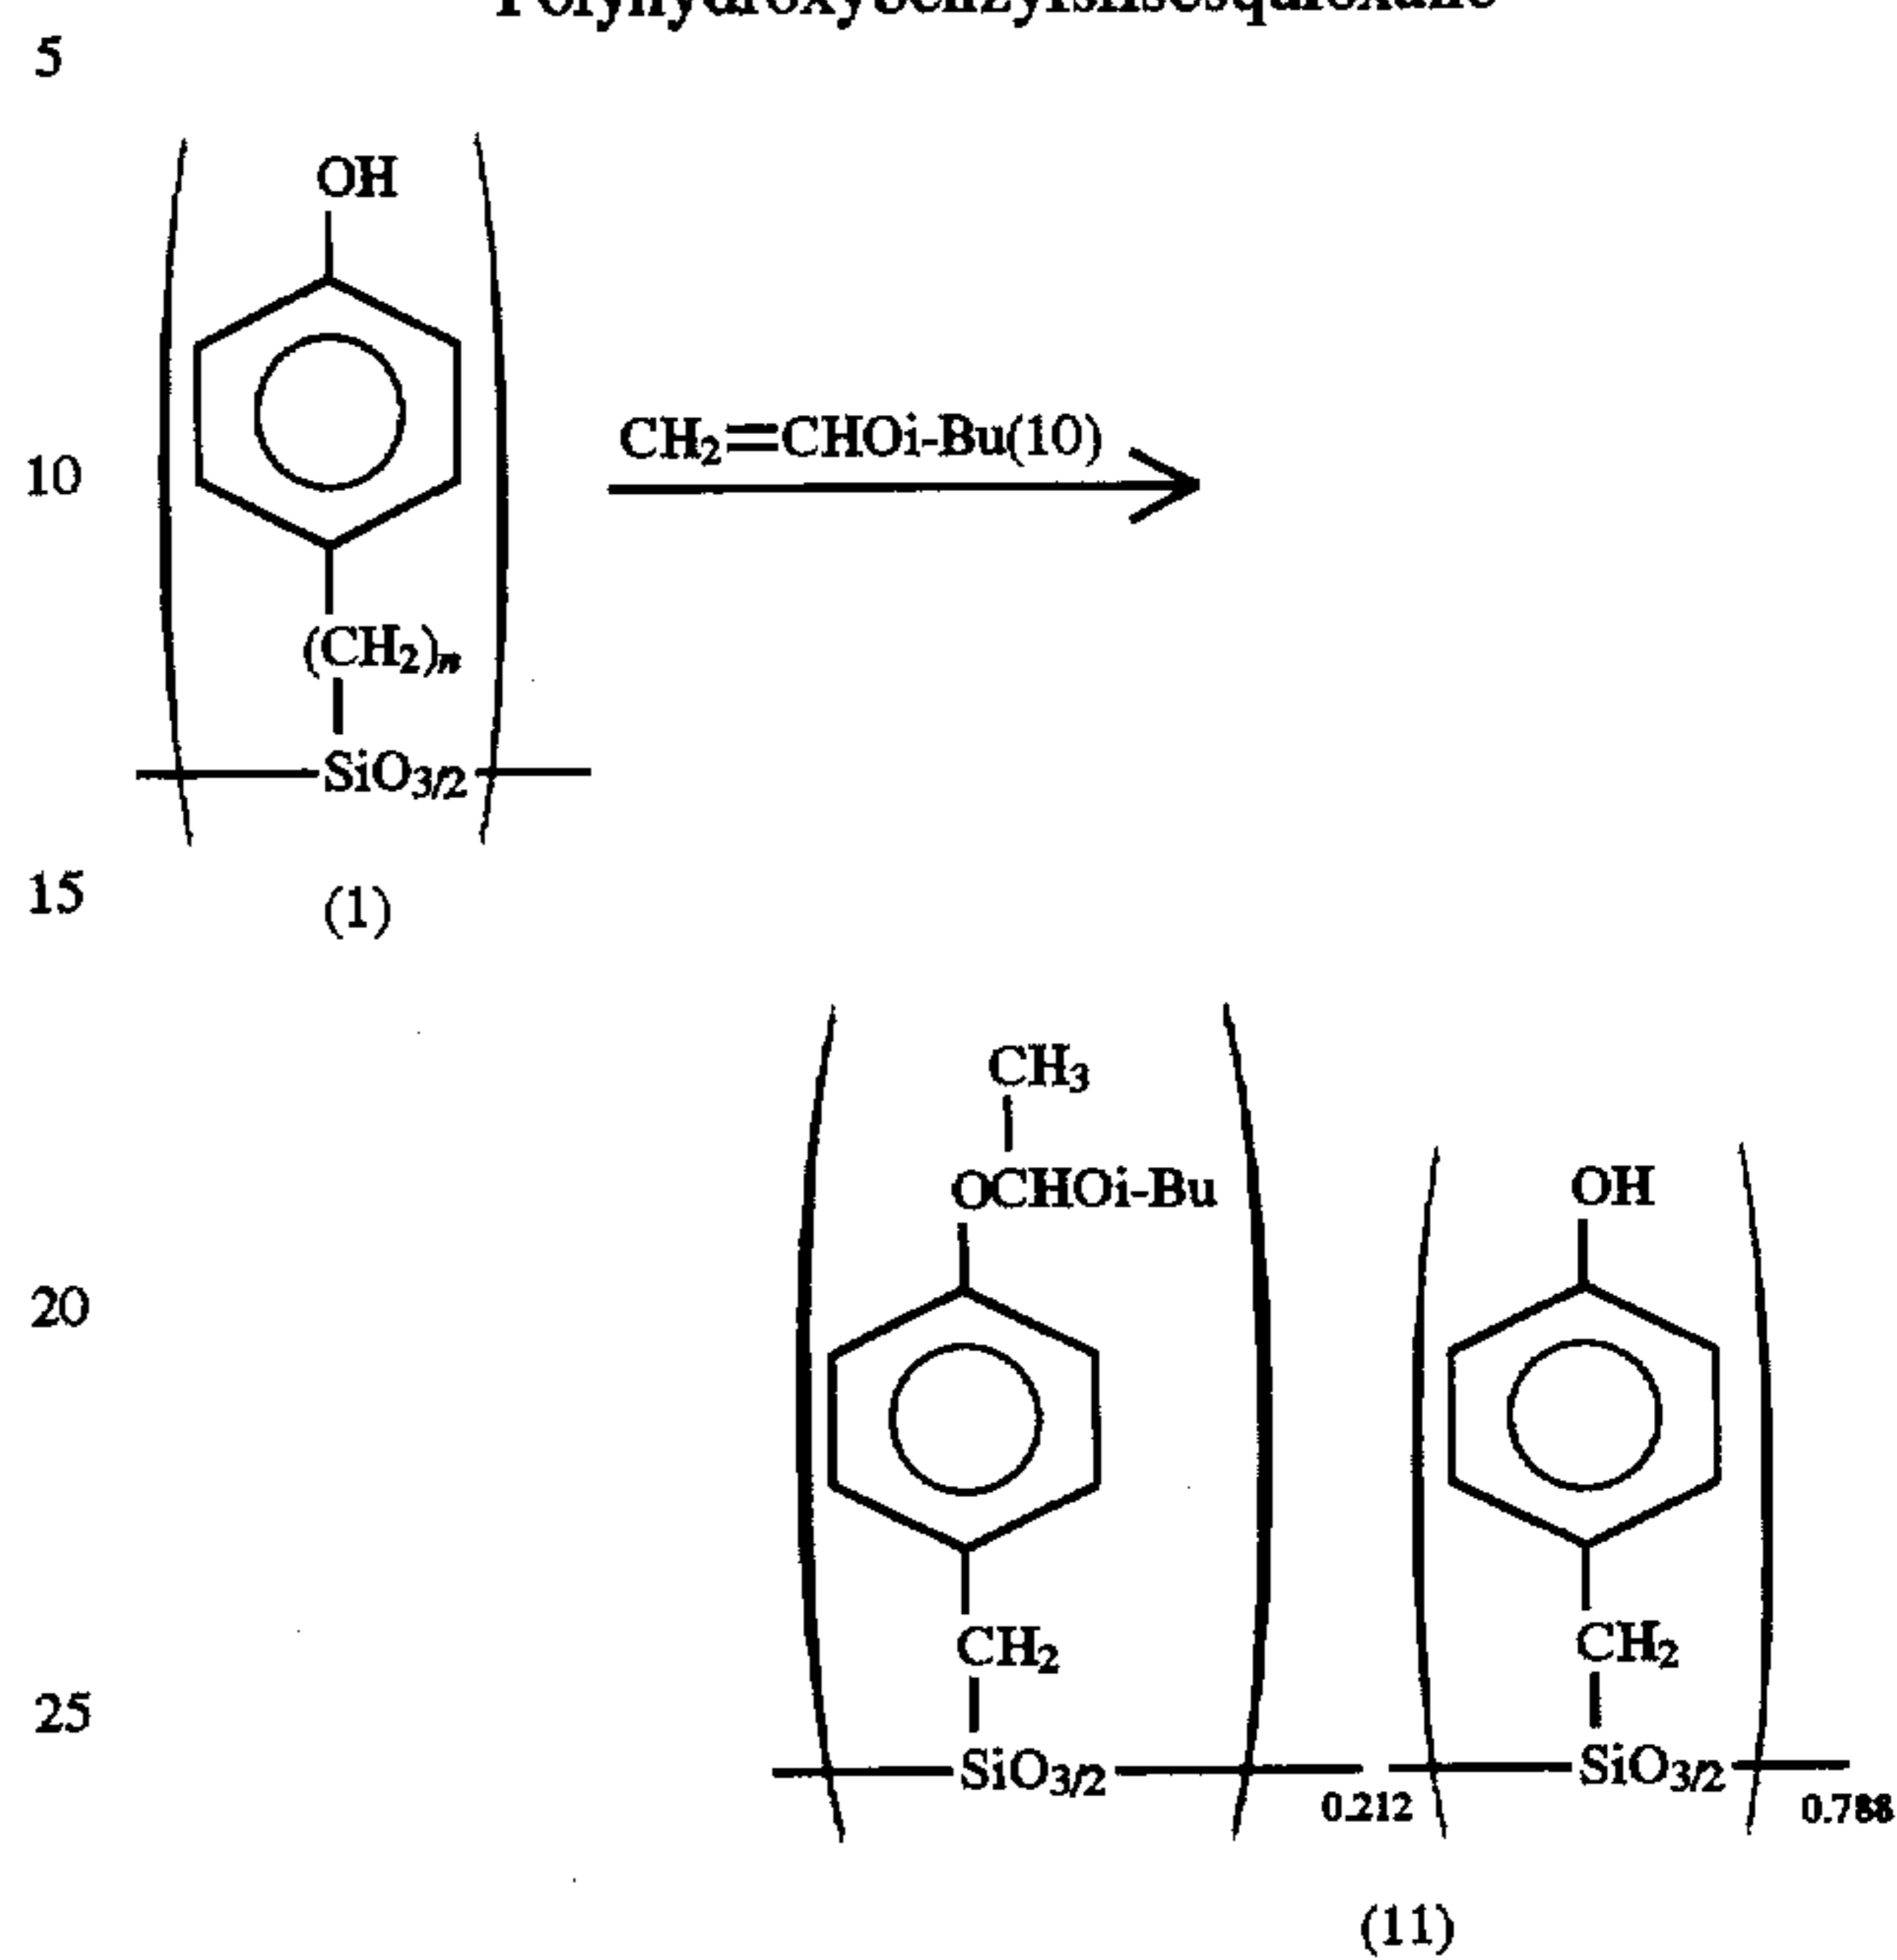 Polyhydroxybenzylsilsesquioxane
5
OH
CH₂=CHOi-Bu(10)
10
(CH₂)n
SiO3/2
15
(1)
CH₃
OCHOi-Bu
OH
20
CH₂
CH₂
25
SiO3/2
0.212
SiO3/2
0.788
(11)